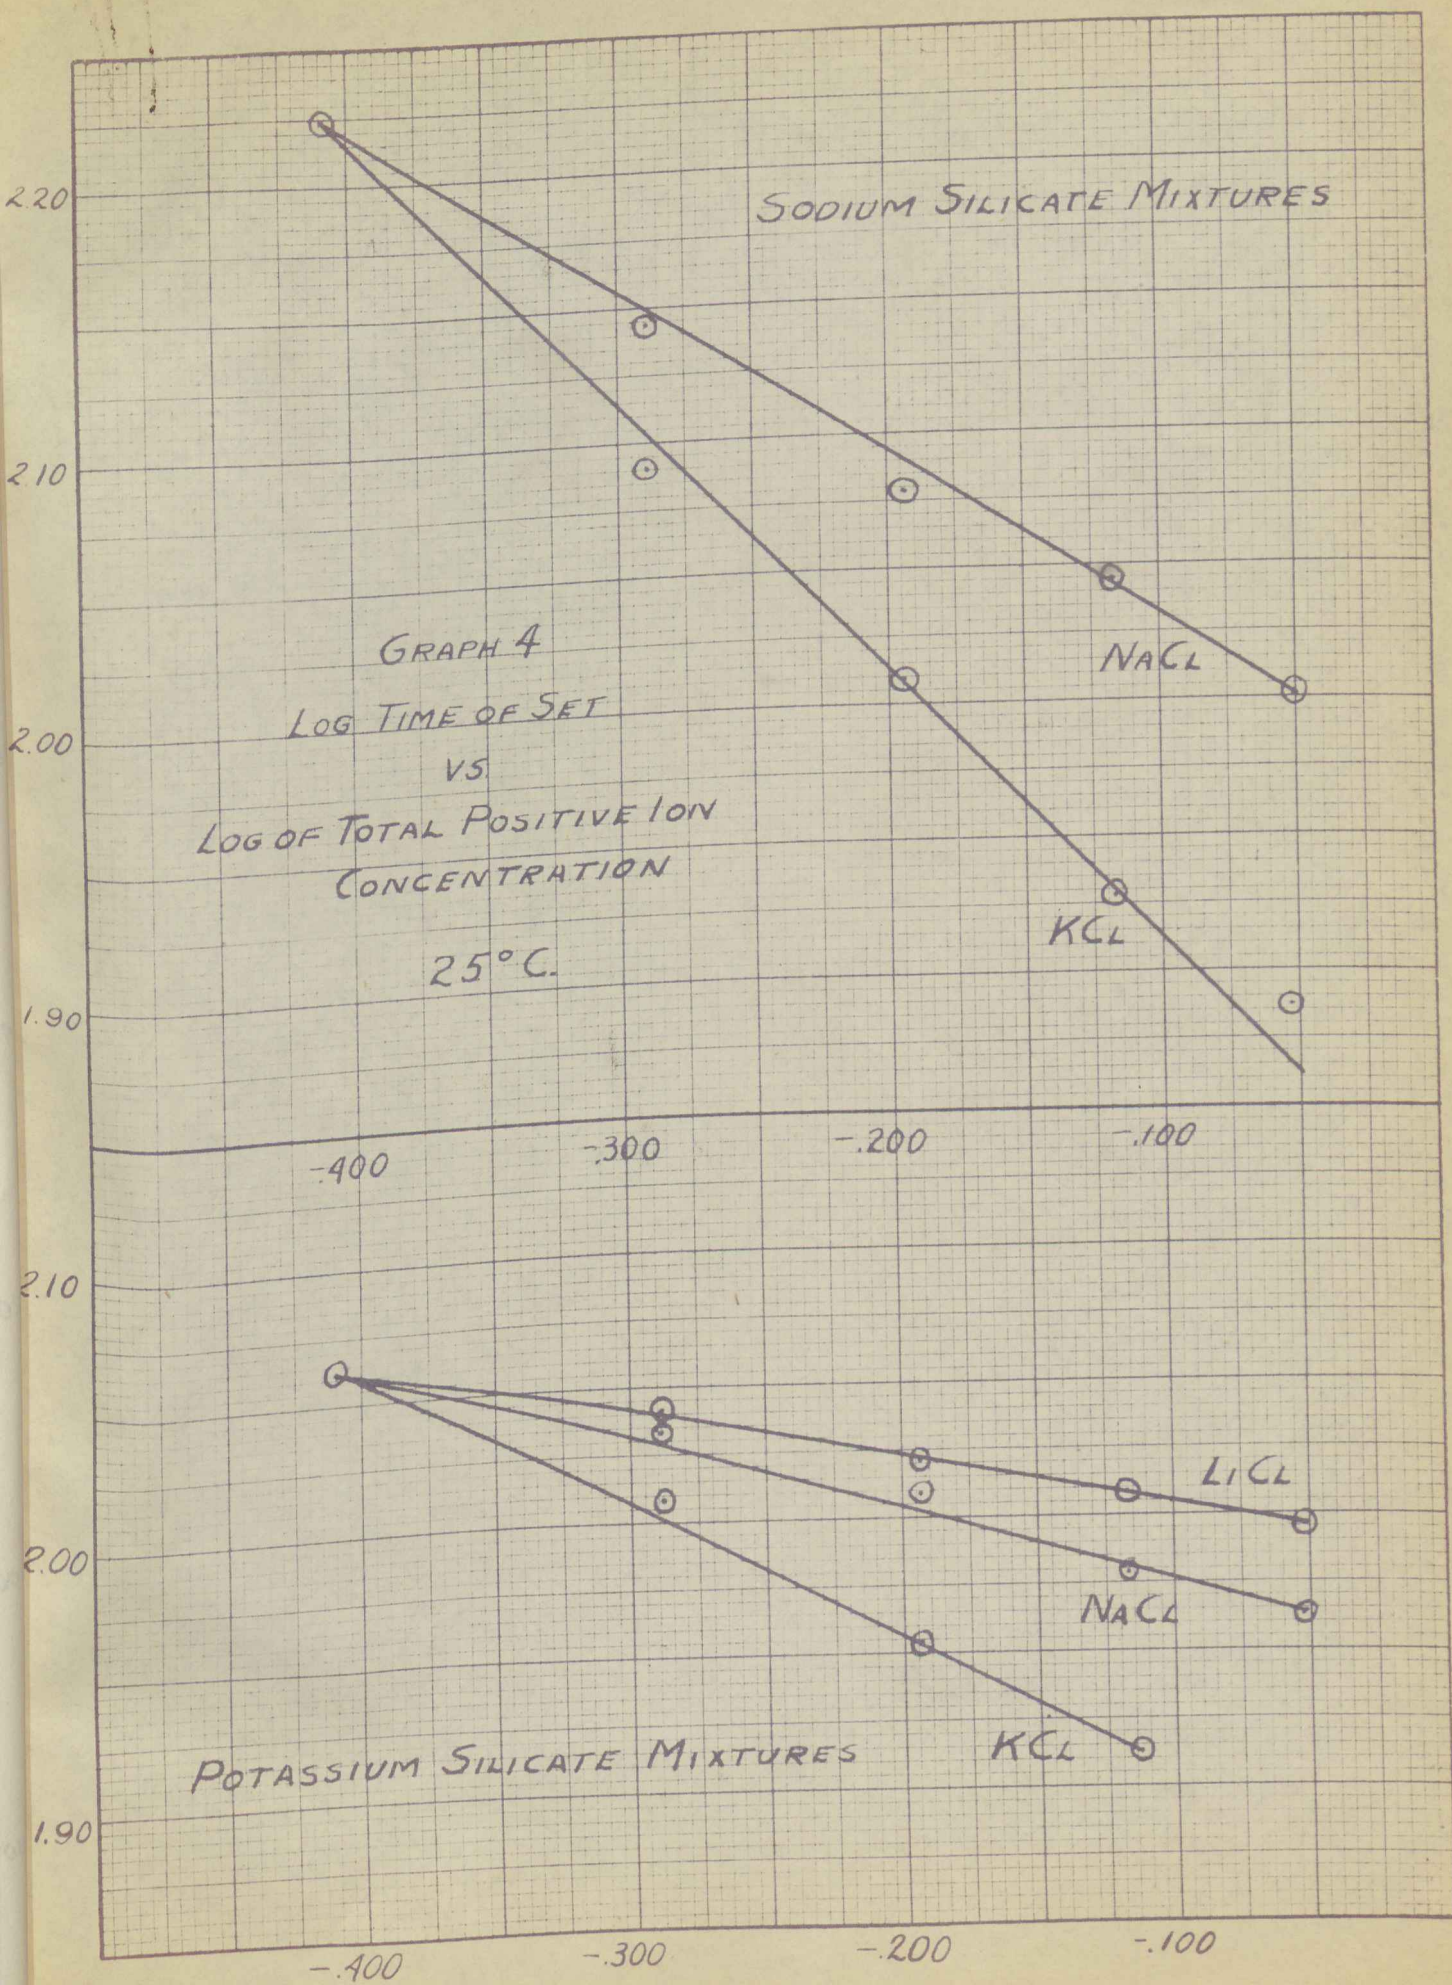 2.20
SODIUM SILICATE MIXTURES
2.10
GRAPH 4
LOG TIME OF SET
VS
LOG OF TOTAL POSITIVE ION
CONCENTRATION
25°C.
NaCl
2.00
KCl
1.90
-.400 -.300 -.200 -.100
2.10
LiCl
2.00
NaCl
KCl
POTASSIUM SILICATE MIXTURES
1.90
-.400 -.300 -.200 -.100